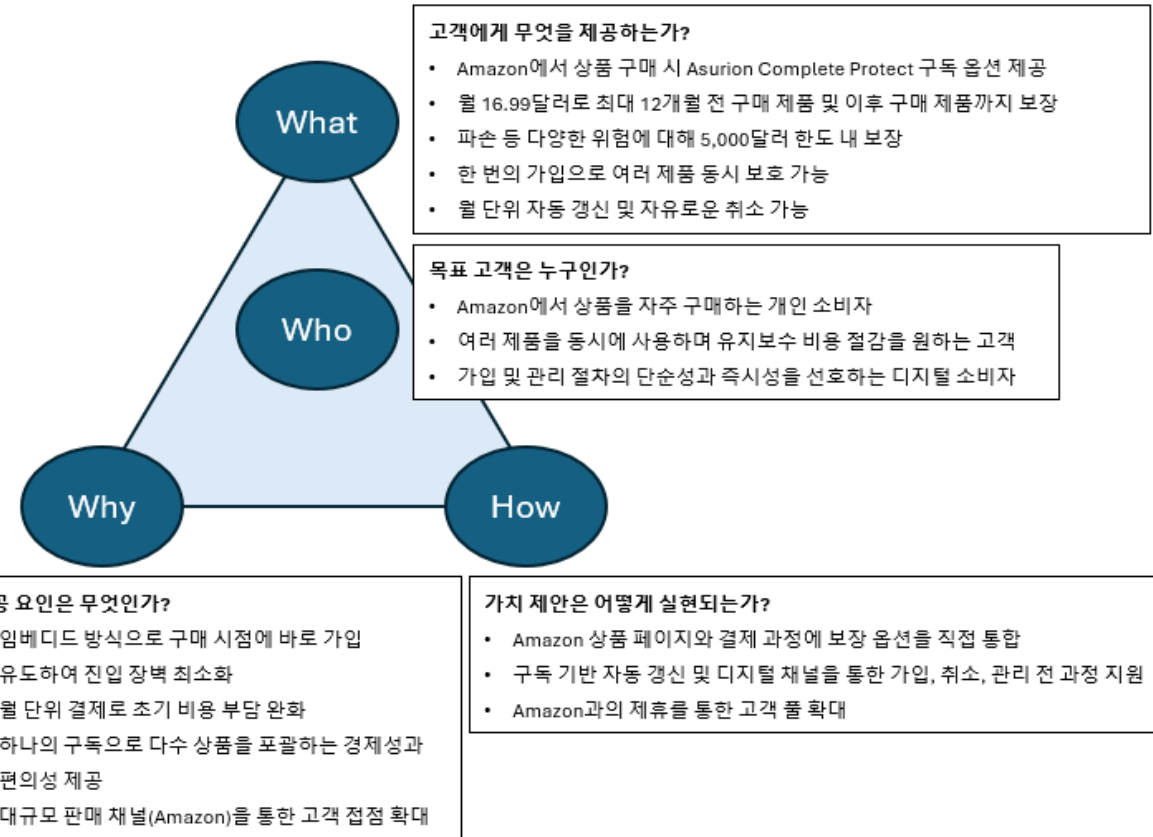 What
고객에게 무엇을 제공하는가?
• Amazon에서 상품 구매 시 Asurion Complete Protect 구독 옵션 제공
• 월 16.99달러로 최대 12개월 전 구매 제품 및 이후 구매 제품까지 보장
• 파손 등 다양한 위험에 대해 5,000달러 한도 내 보장
• 한 번의 가입으로 여러 제품 동시 보호 가능
• 월 단위 자동 갱신 및 자유로운 취소 가능
Who
목표 고객은 누구인가?
• Amazon에서 상품을 자주 구매하는 개인 소비자
• 여러 제품을 동시에 사용하며 유지보수 비용 절감을 원하는 고객
• 가입 및 관리 절차의 단순성과 즉시성을 선호하는 디지털 소비자
Why
요인은 무엇인가?
임베디드 방식으로 구매 시점에 바로 가입
유도하여 진입 장벽 최소화
월 단위 결제로 초기 비용 부담 완화
하나의 구독으로 다수 상품을 포괄하는 경제성과
편의성 제공
대규모 판매 채널(Amazon)을 통한 고객 접점 확대
How
가치 제안은 어떻게 실현되는가?
• Amazon 상품 페이지와 결제 과정에 보장 옵션을 직접 통합
• 구독 기반 자동 갱신 및 디지털 채널을 통한 가입, 취소, 관리 전 과정 지원
• Amazon과의 제휴를 통한 고객 풀 확대